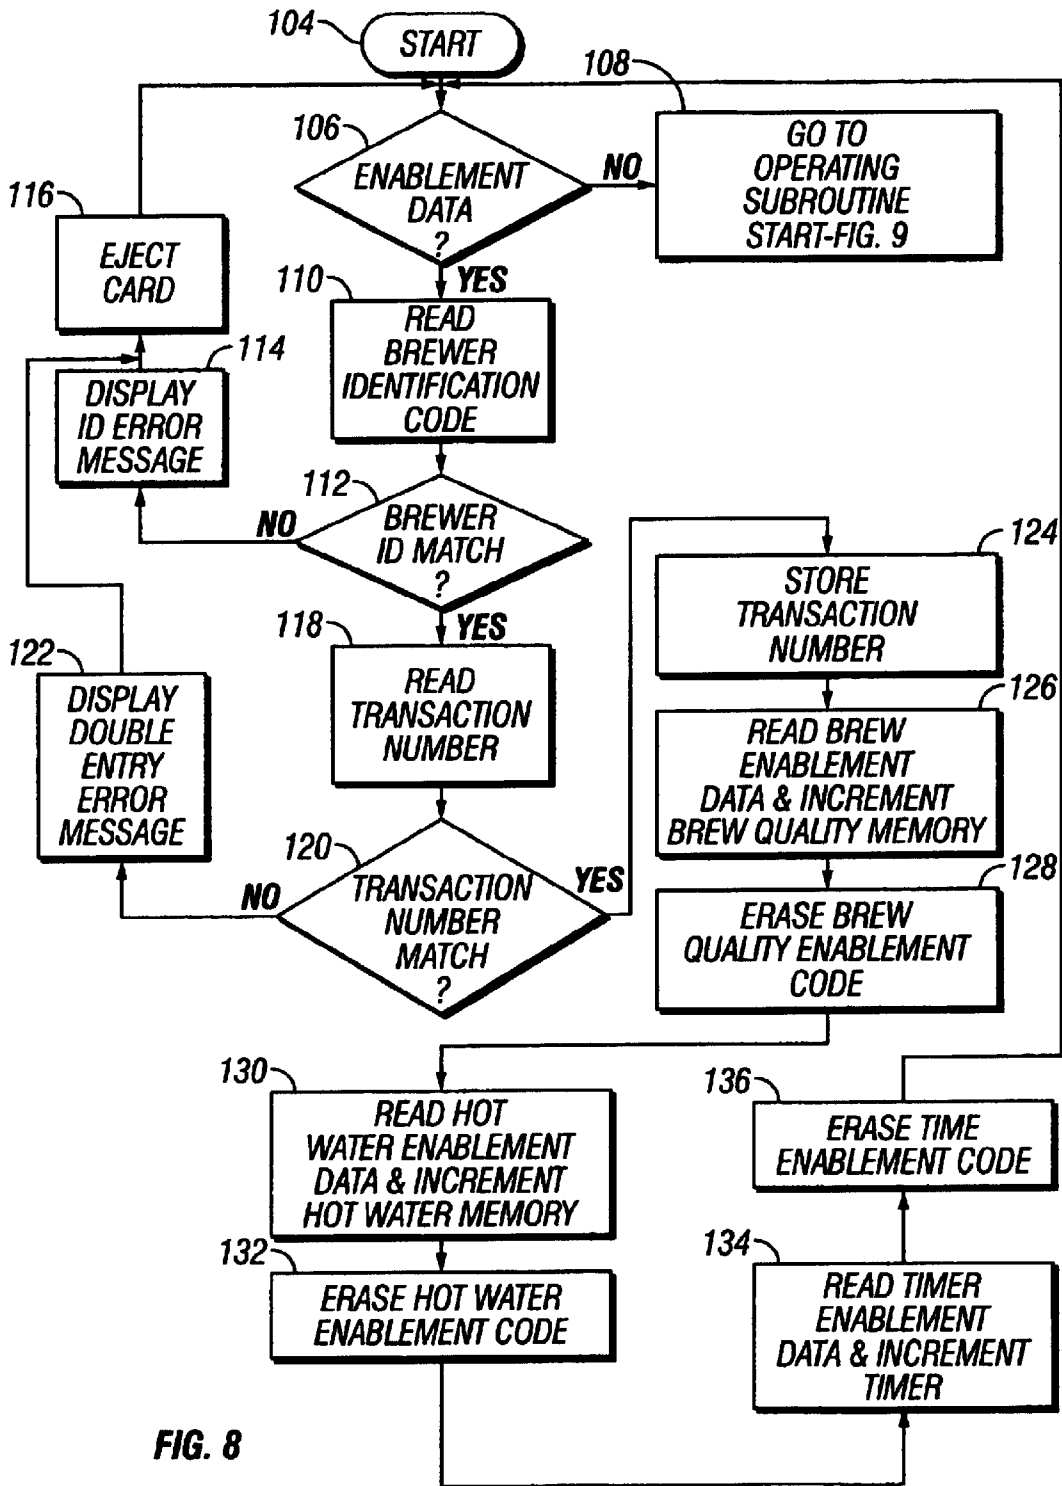 104
START
108
106
ENABLEMENT
DATA
?
NO
GO TO
OPERATING
SUBROUTINE
START-FIG. 9
116
EJECT
CARD
YES
110
READ
BREWER
IDENTIFICATION
CODE
114
DISPLAY
ID ERROR
MESSAGE
112
NO
BREWER
ID MATCH
?
YES
118
READ
TRANSACTION
NUMBER
122
DISPLAY
DOUBLE
ENTRY
ERROR
MESSAGE
120
NO
TRANSACTION
NUMBER
MATCH
?
YES
124
STORE
TRANSACTION
NUMBER
126
READ BREW
ENABLEMENT
DATA & INCREMENT
BREW QUALITY MEMORY
128
ERASE BREW
QUALITY ENABLEMENT
CODE
130
READ HOT
WATER ENABLEMENT
DATA & INCREMENT
HOT WATER MEMORY
132
ERASE HOT WATER
ENABLEMENT CODE
136
ERASE TIME
ENABLEMENT CODE
134
READ TIMER
ENABLEMENT
DATA & INCREMENT
TIMER
FIG. 8